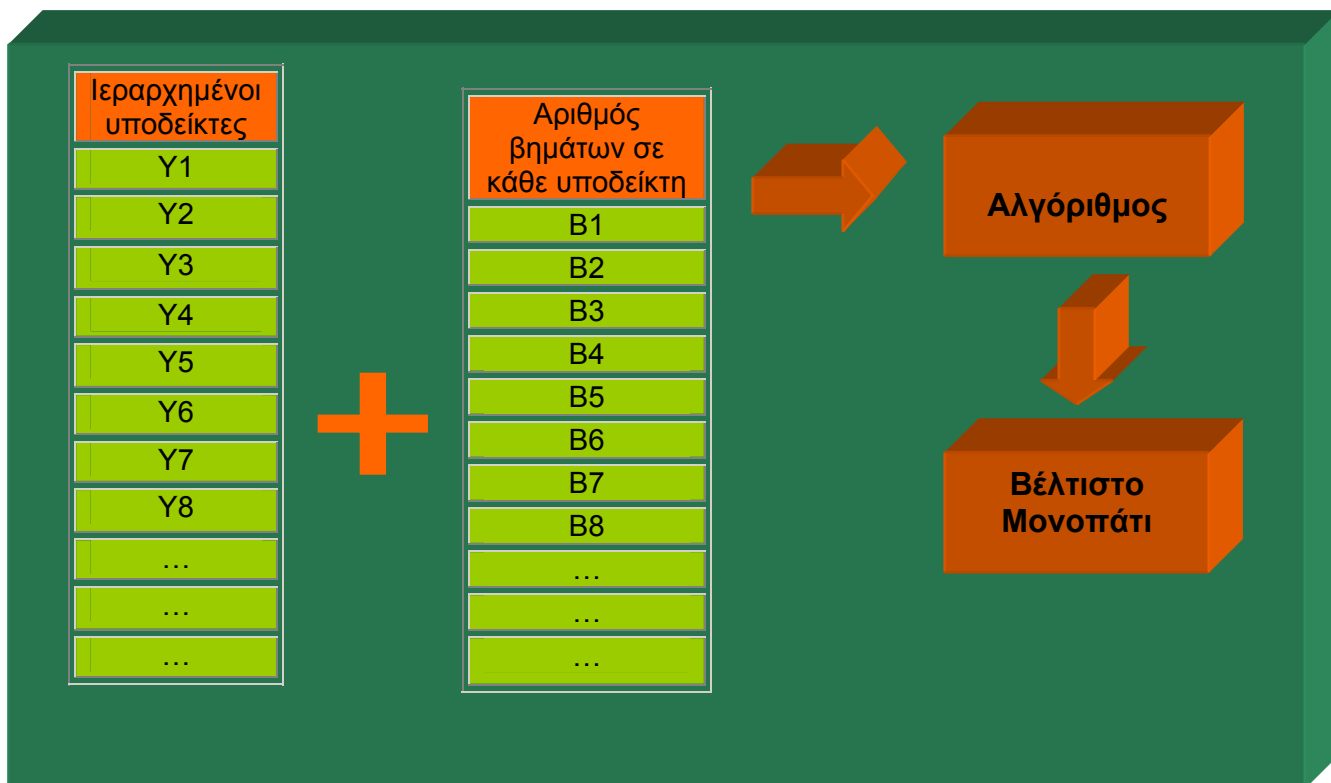 Ιεραρχημένοι
υποδείκτες
Υ1
Υ2
Υ3
Υ4
Υ5
Υ6
Υ7
Υ8
…
…
…
Αριθμός
βημάτων σε
κάθε υποδείκτη
Β1
Β2
Β3
Β4
Β5
Β6
Β7
Β8
…
…
…
Αλγόριθμος
Βέλτιστο
Μονοπάτι